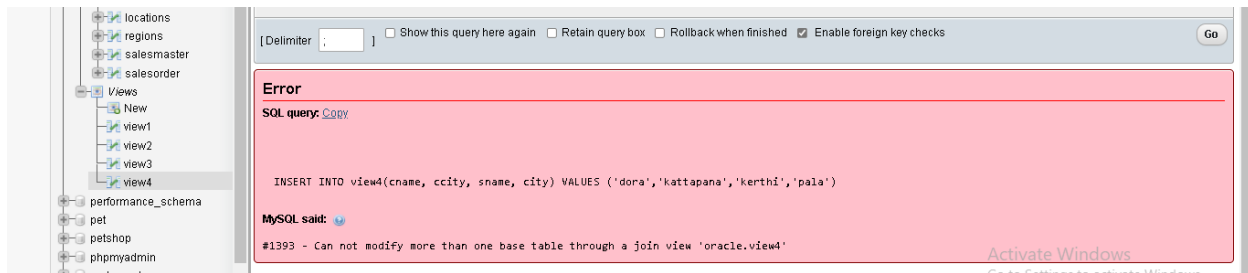 locations
regions
salesmaster
salesorder
Views
New
view1
view2
view3
view4
performance_schema
pet
petshop
phpmyadmin
[Delimiter ; ] Show this query here again Retain query box Rollback when finished Enable foreign key checks Go
Error
SQL query: Copy
INSERT INTO view4(cname, ccity, sname, city) VALUES ('dora','kattapana','kerthi','pala')
MySQL said:
#1393 - Can not modify more than one base table through a join view 'oracle.view4'
Activate Windows